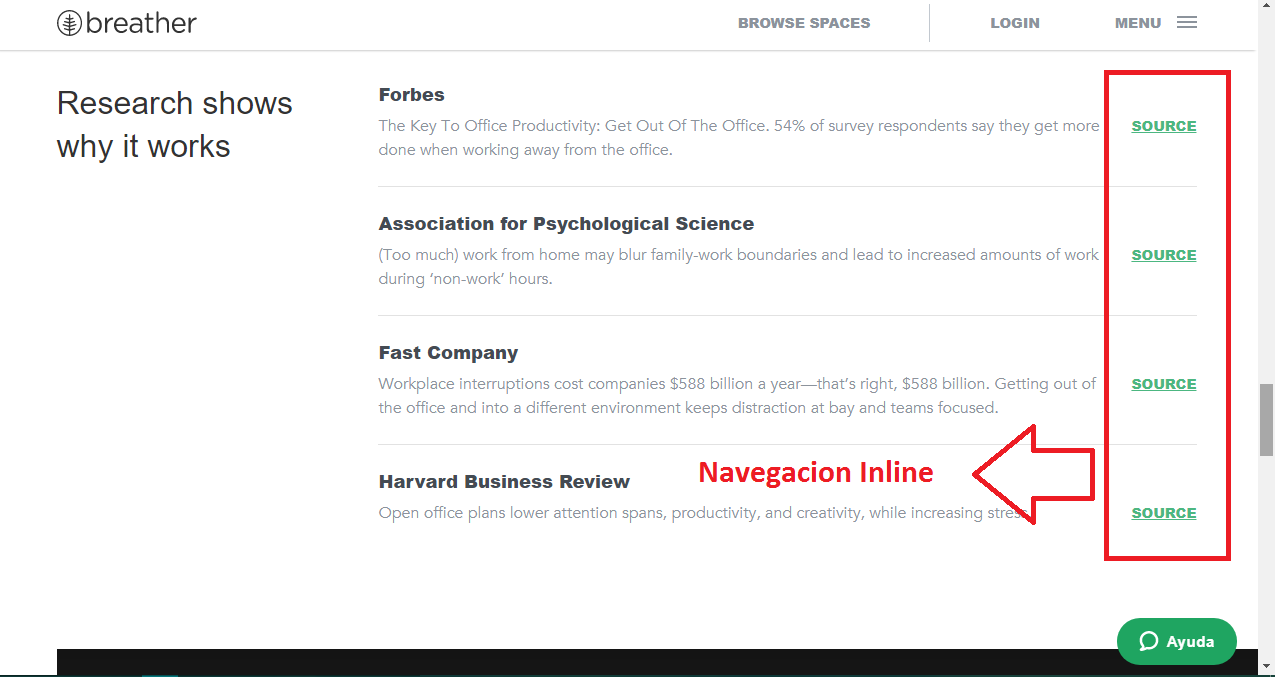 breather
BROWSE SPACES
LOGIN
MENU
Research shows
why it works
Forbes
The Key To Office Productivity: Get Out Of The Office. 54% of survey respondents say they get more
done when working away from the office.
SOURCE
Association for Psychological Science
(Too much) work from home may blur family-work boundaries and lead to increased amounts of work
during ‘non-work’ hours.
SOURCE
Fast Company
Workplace interruptions cost companies $588 billion a year—that’s right, $588 billion. Getting out of
the office and into a different environment keeps distraction at bay and teams focused.
SOURCE
Harvard Business Review
Navegacion Inline
Open office plans lower attention spans, productivity, and creativity, while increasing stress.
SOURCE
Ayuda